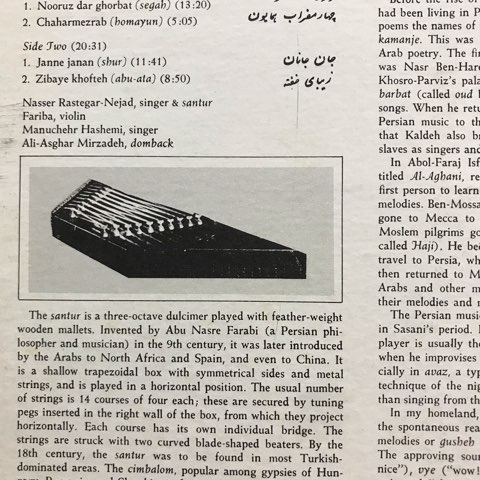 1. Nooruz dar ghorbat (segah) (13:20)
2. Chaharmezrab (homayun) (5:05)
چهارمضراب همایون
Side Two (20:31)
1. Janne janan (shur) (11:41)
جان جانان
2. Zibaye khofteh (abu-ata) (8:50)
زیبای خفته
Nasser Rastegar-Nejad, singer & santur
Fariba, violin
Manuchehr Hashemi, singer
Ali-Asghar Mirzadeh, domback
The santur is a three-octave dulcimer played with feather-weight
wooden mallets. Invented by Abu Nasre Farabi (a Persian phi-
losopher and musician) in the 9th century, it was later introduced
by the Arabs to North Africa and Spain, and even to China. It
is a shallow trapezoidal box with symmetrical sides and metal
strings, and is played in a horizontal position. The usual number
of strings is 14 courses of four each; these are secured by tuning
pegs inserted in the right wall of the box, from which they project
horizontally. Each course has its own individual bridge. The
strings are struck with two curved blade-shaped beaters. By the
18th century, the santur was to be found in most Turkish-
dominated areas. The cimbalom, popular among gypsies of Hun-
had been living in P
poems the names of
kamanje. This was
Arab poetry. The fir
was Nasr Ben-Hare
Khosro-Parviz's pala
barbat (called oud
songs. When he retu
Persian music to th
that Kaldeh also br
slaves as singers and
In Abol-Faraj Isf
titled Al-Aghani, re
first person to learn
melodies. Ben-Mossa
gone to Mecca to
Moslem pilgrims go
called Haji). He bec
travel to Persia, wh
then returned to M
Arabs and other m
their melodies and r
The Persian music
in Sasani's period. I
player is usually the
when he improvises
cially in avaz, a typ
technique of the nig
than singing from th
In my homeland,
the spontaneous rea
melodies or gusheh
The approving soun
nice"), vye ("wow!